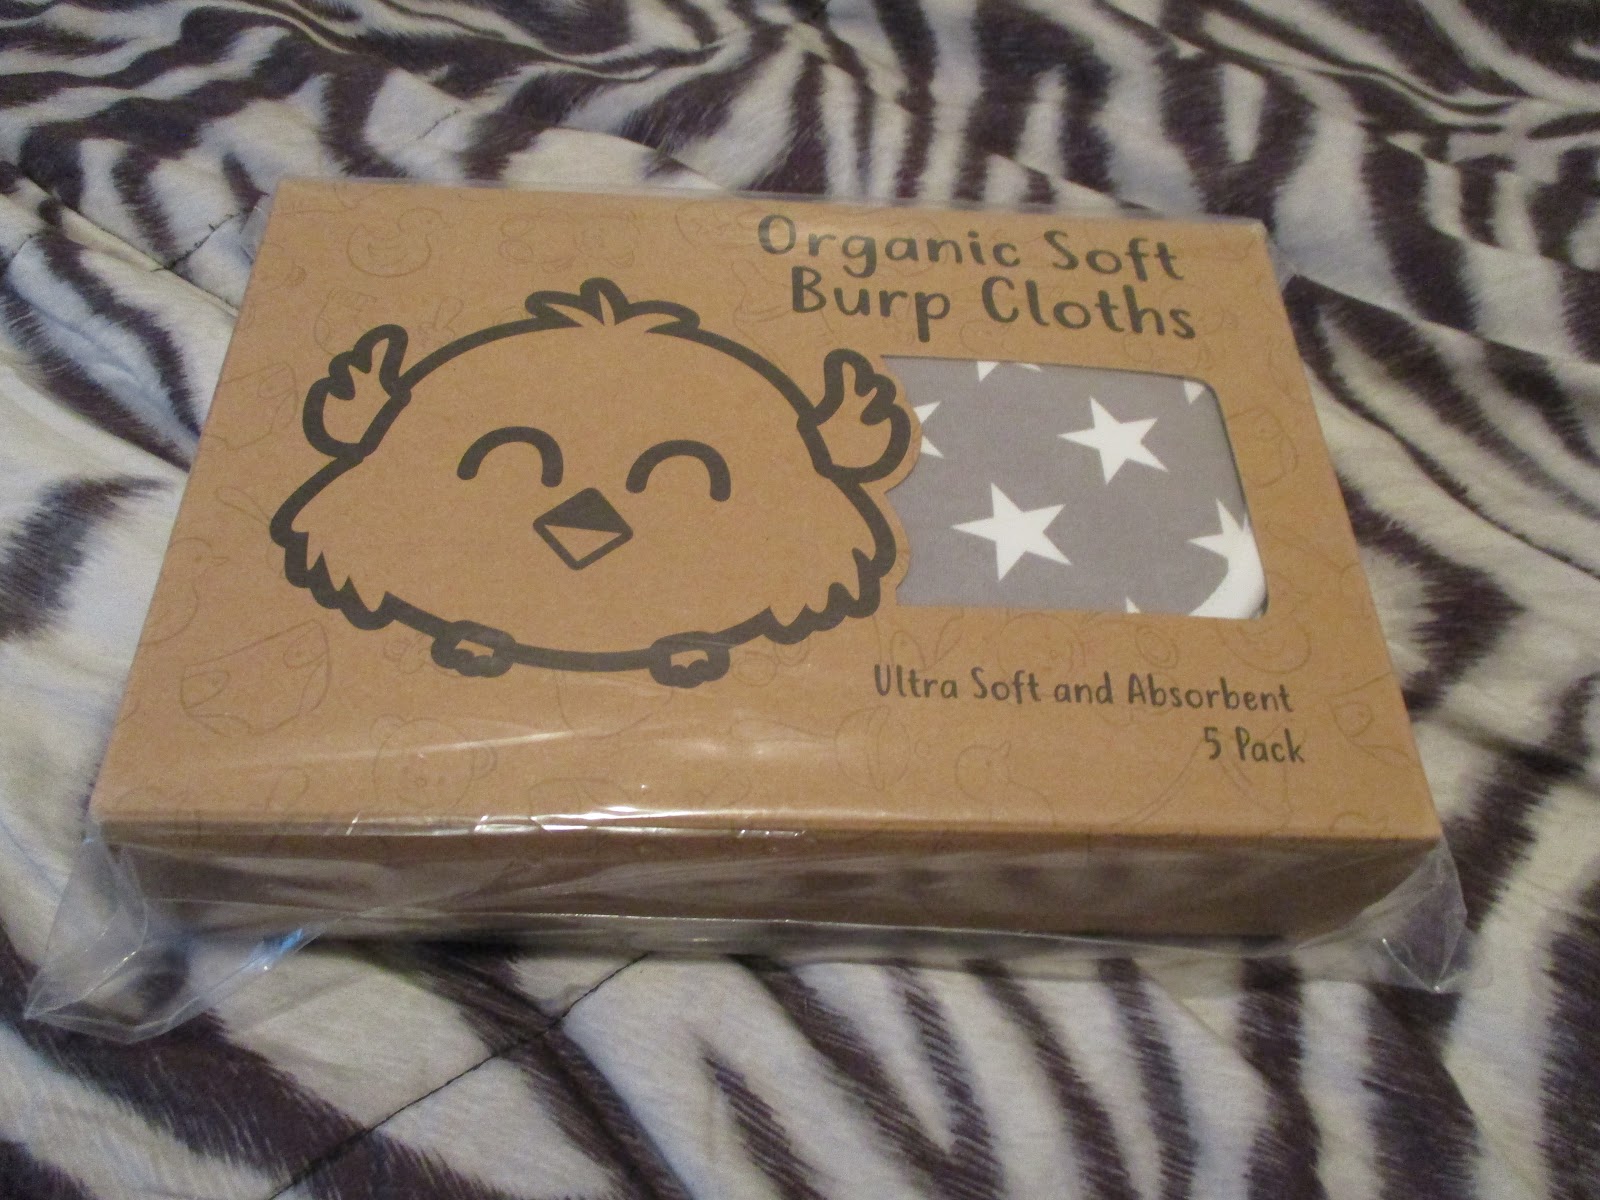 Organic Soft
Burp Cloths
Ultra Soft and Absorbent
5 Pack